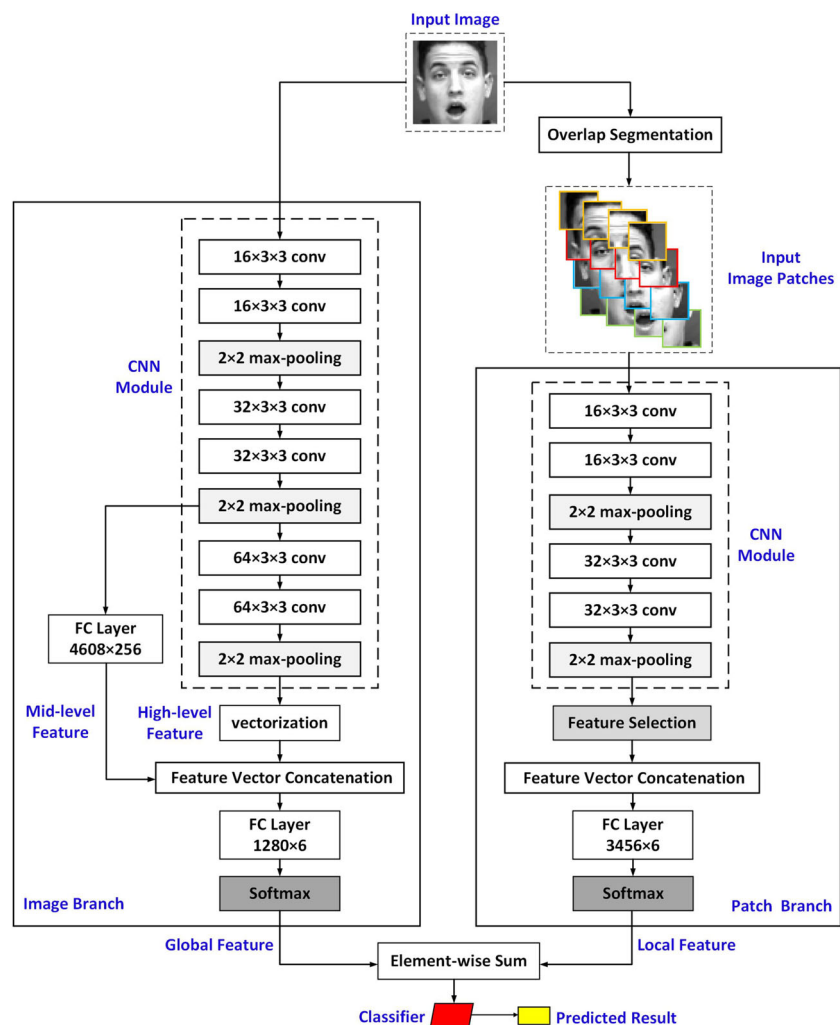 Input Image
Overlap Segmentation
Input
Image Patches
CNN
Module
16×3×3 conv
16×3×3 conv
2×2 max-pooling
32×3×3 conv
32×3×3 conv
2×2 max-pooling
64×3×3 conv
64×3×3 conv
2×2 max-pooling
FC Layer
4608×256
Mid-level
Feature
High-level
Feature
vectorization
Feature Vector Concatenation
FC Layer
1280×6
Softmax
Image Branch
Global Feature
16×3×3 conv
16×3×3 conv
2×2 max-pooling
32×3×3 conv
32×3×3 conv
2×2 max-pooling
CNN
Module
Feature Selection
Feature Vector Concatenation
FC Layer
3456×6
Softmax
Patch Branch
Local Feature
Element-wise Sum
Classifier
Predicted Result